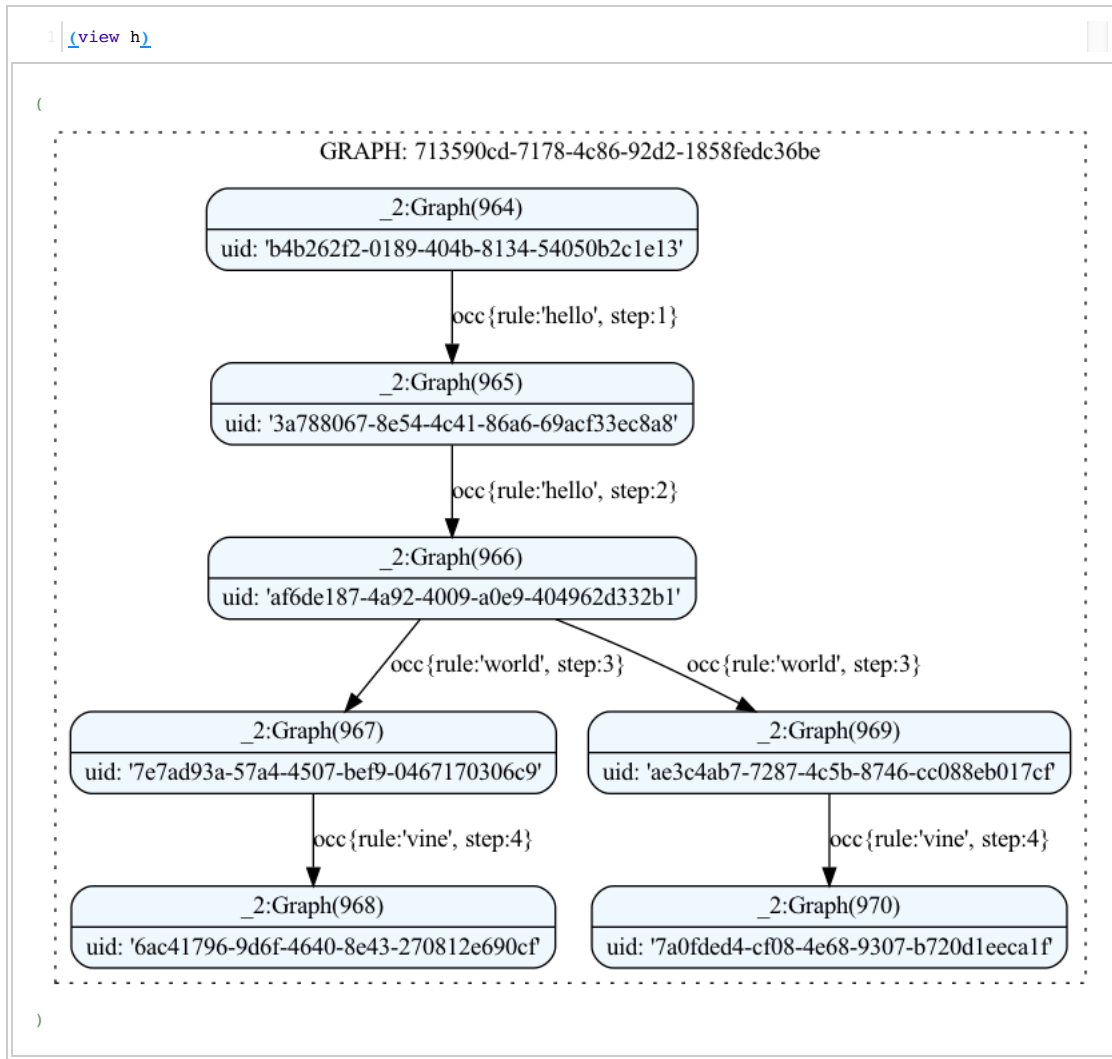 1 (view h)
(
GRAPH: 713590cd-7178-4c86-92d2-1858fedc36be
_2:Graph(964)
uid: 'b4b262f2-0189-404b-8134-54050b2c1e13'
occ{rule:'hello', step:1}
_2:Graph(965)
uid: '3a788067-8e54-4c41-86a6-69acf33ec8a8'
occ{rule:'hello', step:2}
_2:Graph(966)
uid: 'af6de187-4a92-4009-a0e9-404962d332b1'
occ{rule:'world', step:3} occ{rule:'world', step:3}
_2:Graph(967) _2:Graph(969)
uid: '7e7ad93a-57a4-4507-bef9-0467170306c9' uid: 'ae3c4ab7-7287-4c5b-8746-cc088eb017cf'
occ{rule:'vine', step:4} occ{rule:'vine', step:4}
_2:Graph(968) _2:Graph(970)
uid: '6ac41796-9d6f-4640-8e43-270812e690cf' uid: '7a0fded4-cf08-4e68-9307-b720d1eeca1f'
)